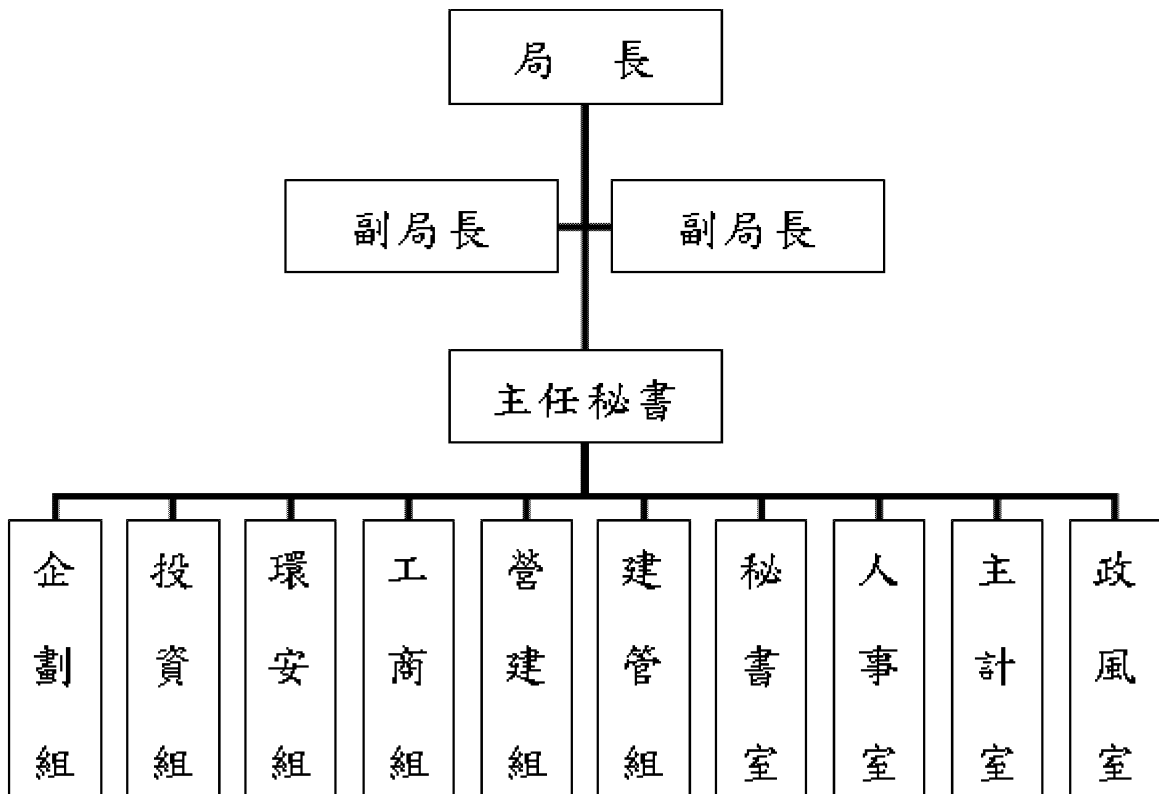 局 長
副局長
副局長
主任秘書
企劃組
投資組
環安組
工商組
營建組
建管組
秘書室
人事室
主計室
政風室